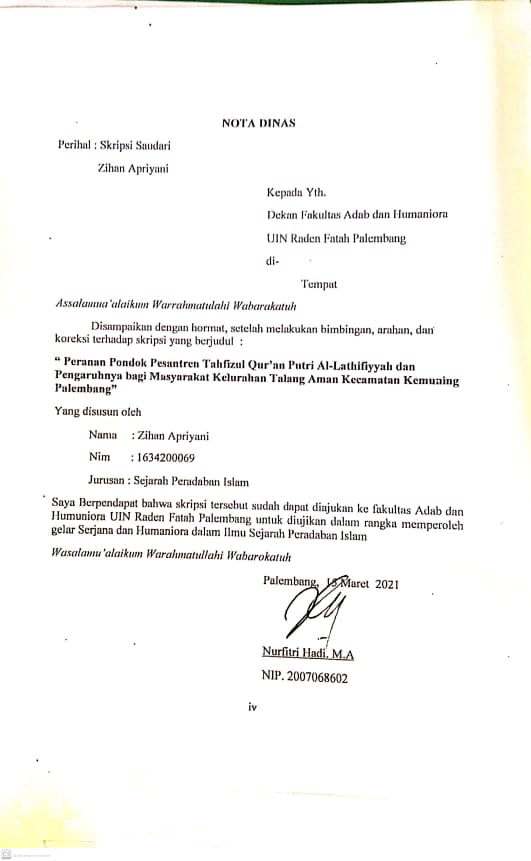 NOTA DINAS
Perihal : Skripsi Saudari
Zihan Apriyani
Kepada Yth.
Dekan Fakultas Adab dan Humaniora
UIN Raden Fatah Palembang
di-
Tempat
Assalamua'alaikum Warrahmatulahi Wabarakatuh
Disampaikan dengan hormat, setelah melakukan bimbingan, arahan, dan
koreksi terhadap skripsi yang berjudul :
“ Peranan Pondok Pesantren Tahfizul Qur'an Putri Al-Lathifiyyah dan
Pengaruhnya bagi Masyarakat Kelurahan Talang Aman Kecamatan Kemuning
Palembang”
Yang disusun oleh
Nama : Zihan Apriyani
Nim : 1634200069
Jurusan : Sejarah Peradaban Islam
Saya Berpendapat bahwa skripsi tersebut sudah dapat diajukan ke fakultas Adab dan
Humuniora UIN Raden Fatah Palembang untuk diujikan dalam rangka memperoleh
gelar Serjana dan Humaniora dalam Ilmu Sejarah Peradaban Islam
Wasalamu'alaikum Warahmatullahi Wabarokatuh
Palembang, Maret 2021
Nurfitri Hadi, M.A
NIP. 2007068602
iv